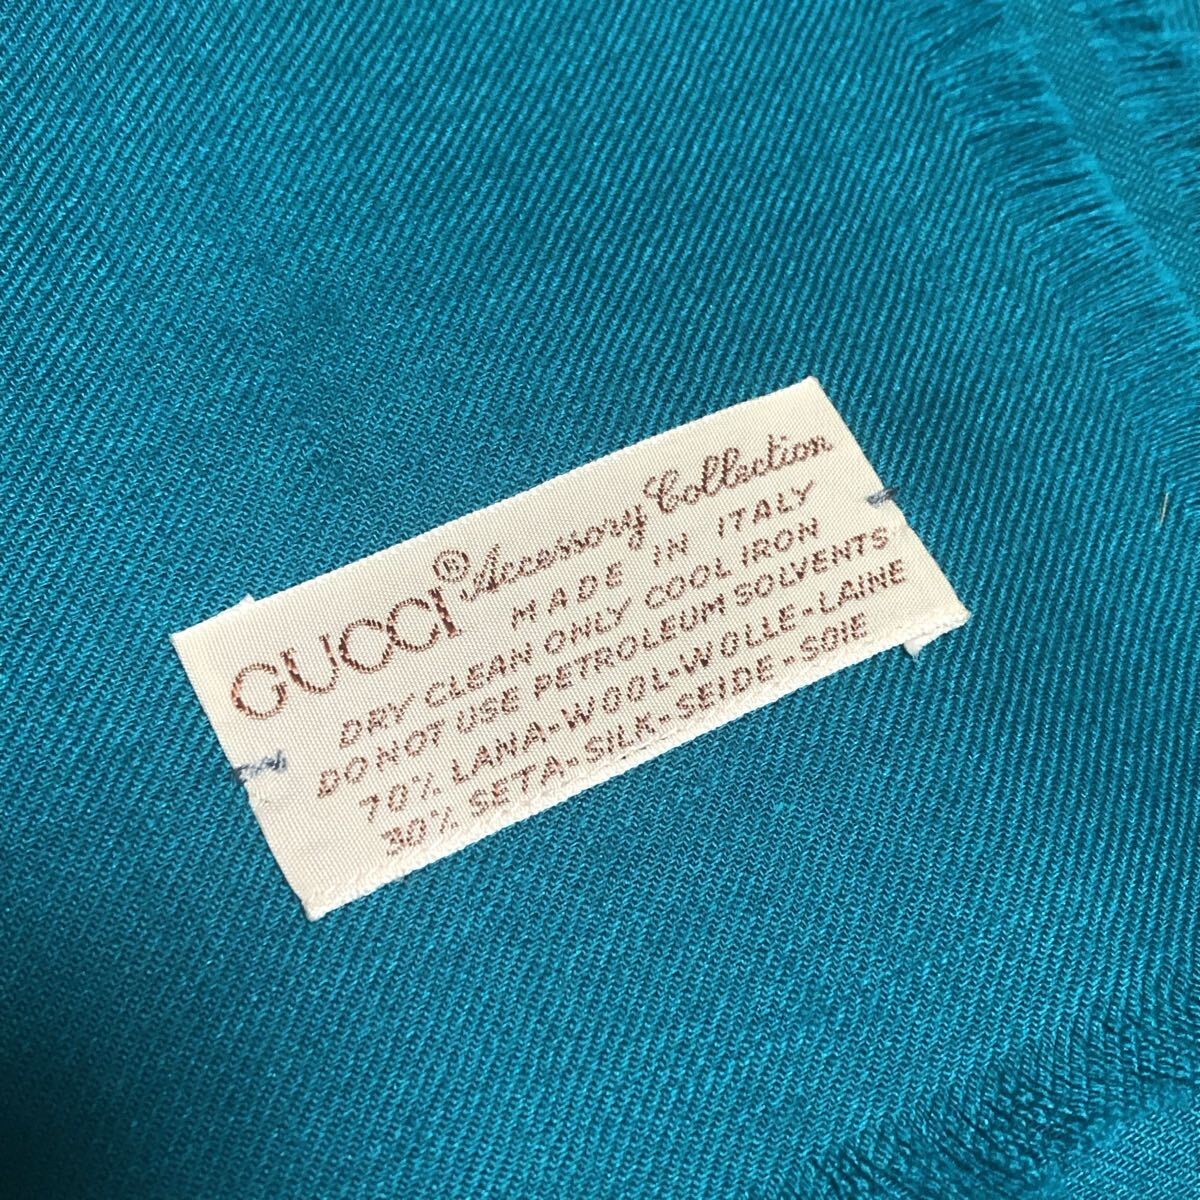 GUCCI® Accessory Collection
MADE IN ITALY
DRY CLEAN ONLY COOL IRON
DO NOT USE PETROLEUM SOLVENTS
70% LANA-WOOL-WOLLE-LAINE
30% SETA-SILK-SEIDE-SOIE